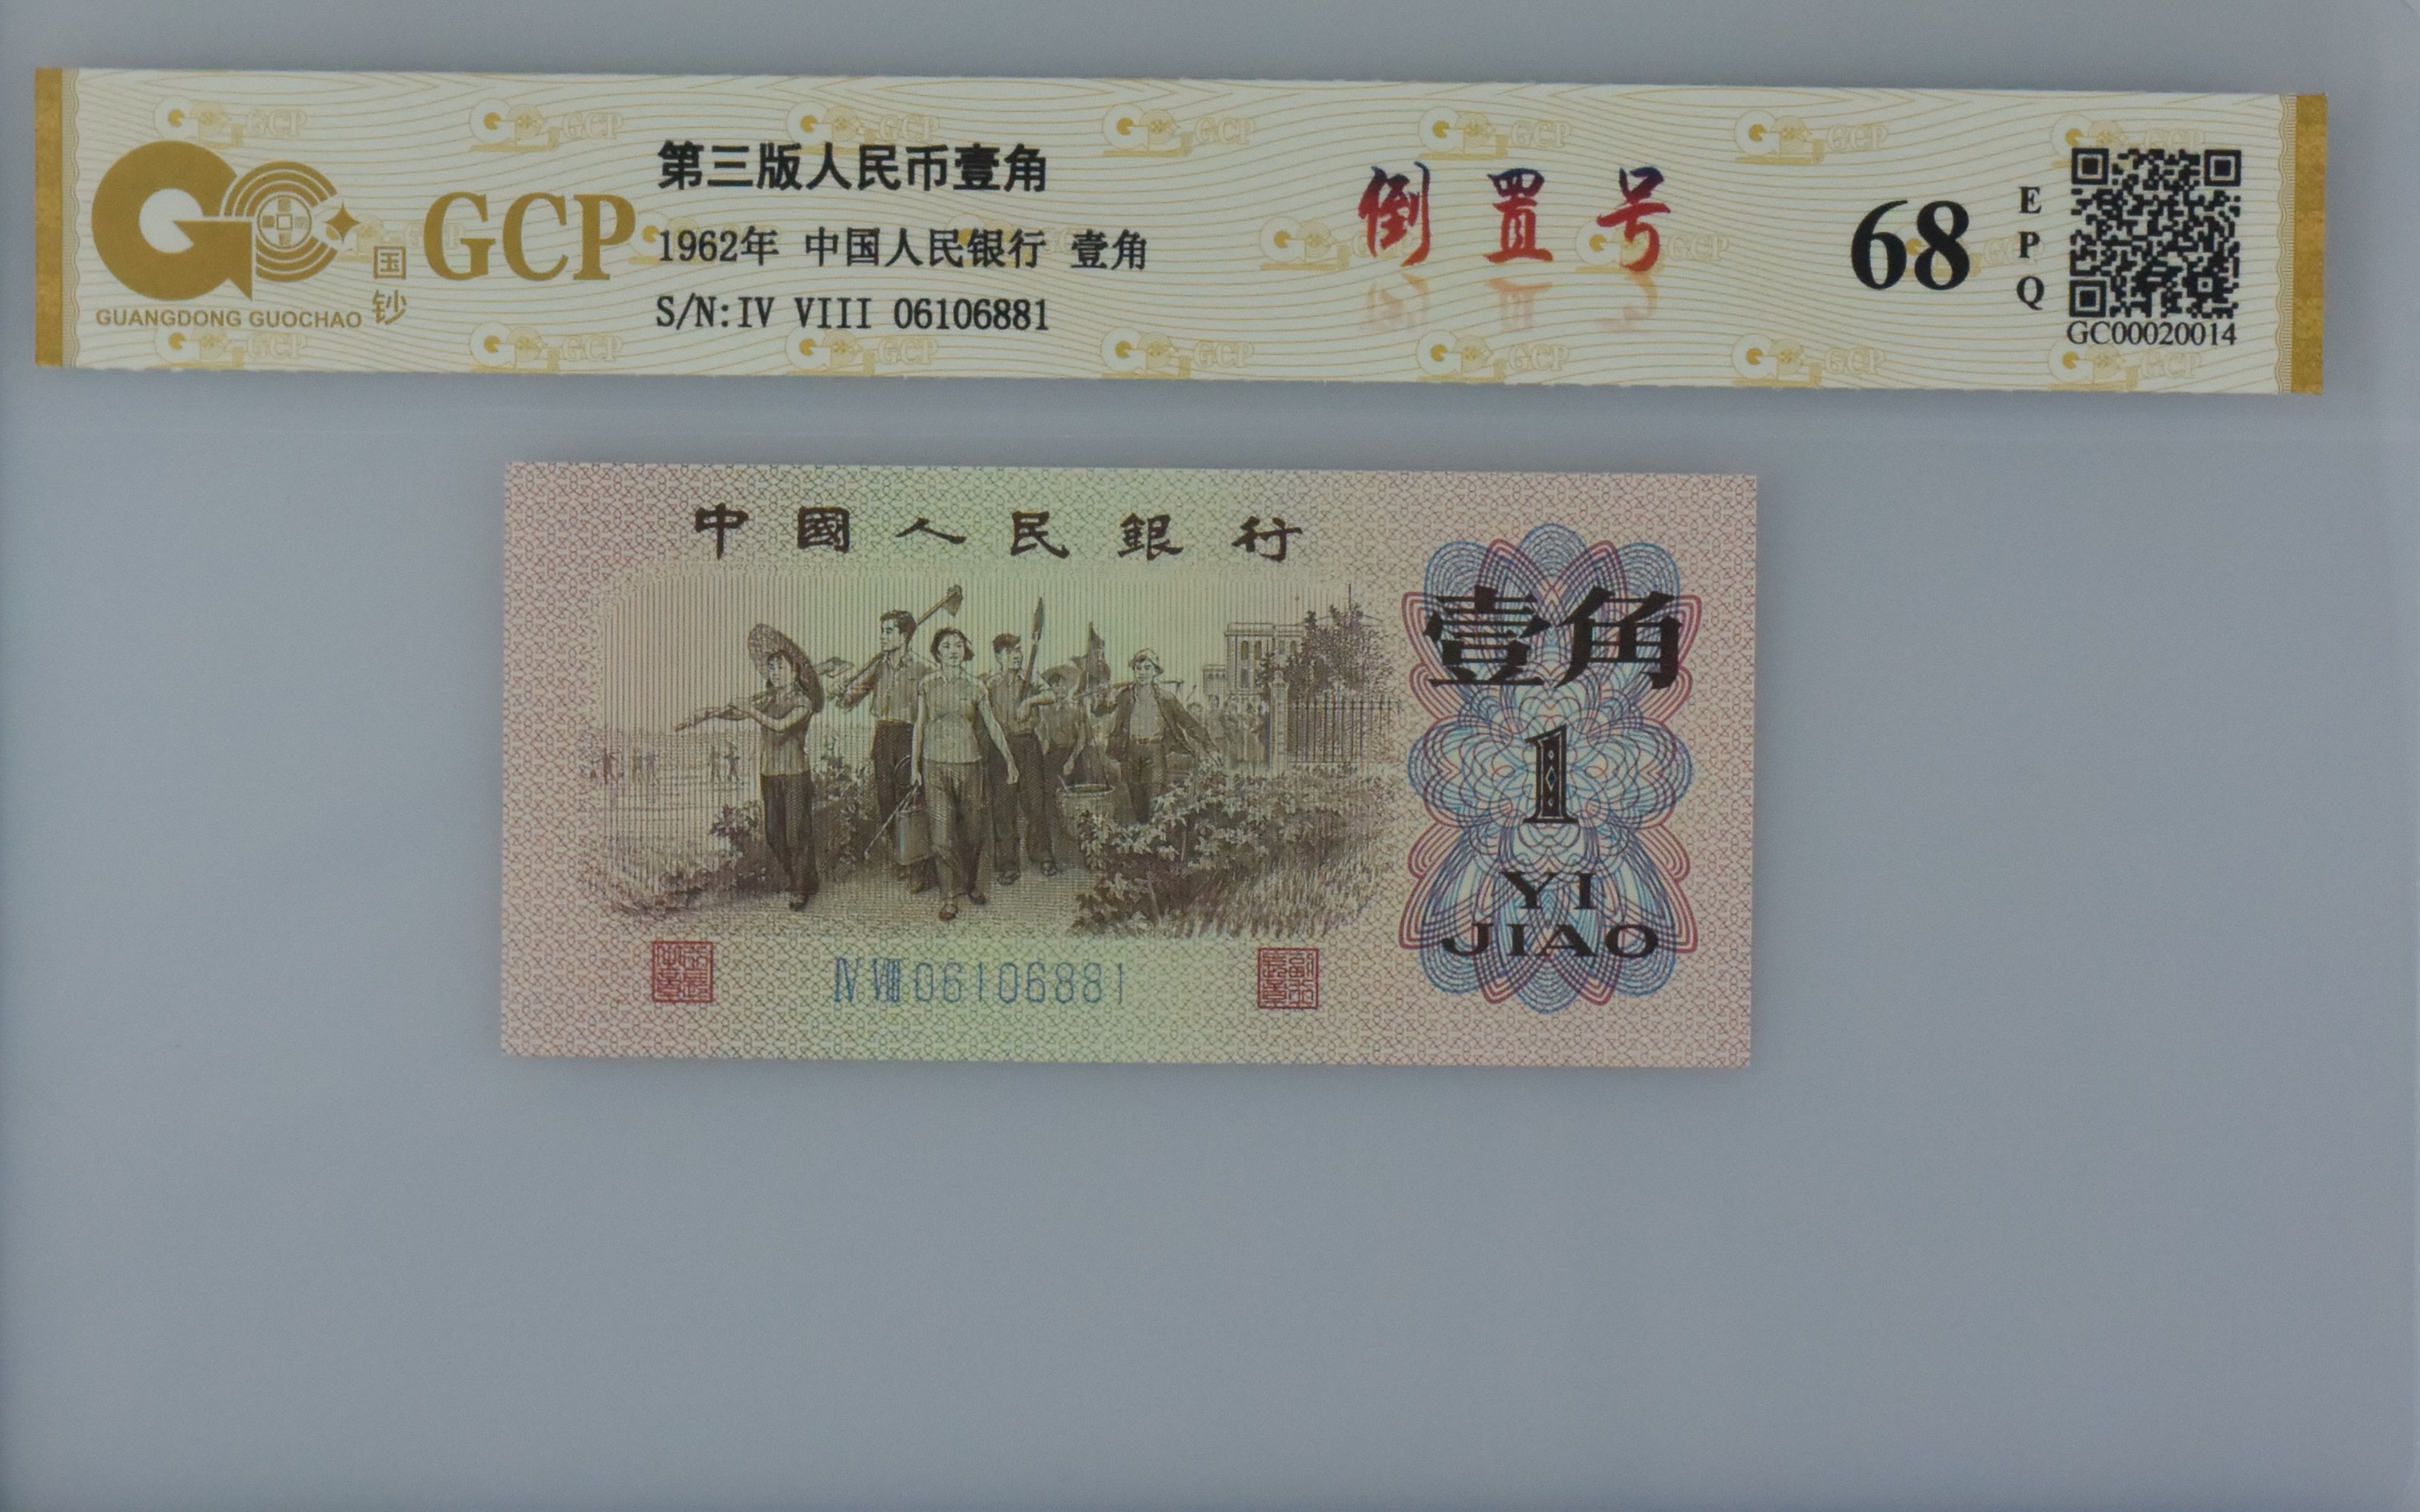 GCP
国钞
GUANGDONG GUOCHAO
第三版人民币壹角
1962年 中国人民银行 壹角
S/N:IV VIII 06106881
倒置号
68
EPQ
GC00020014
中國人民銀行
壹角
1
YI
JIAO
IV VIII 06106881